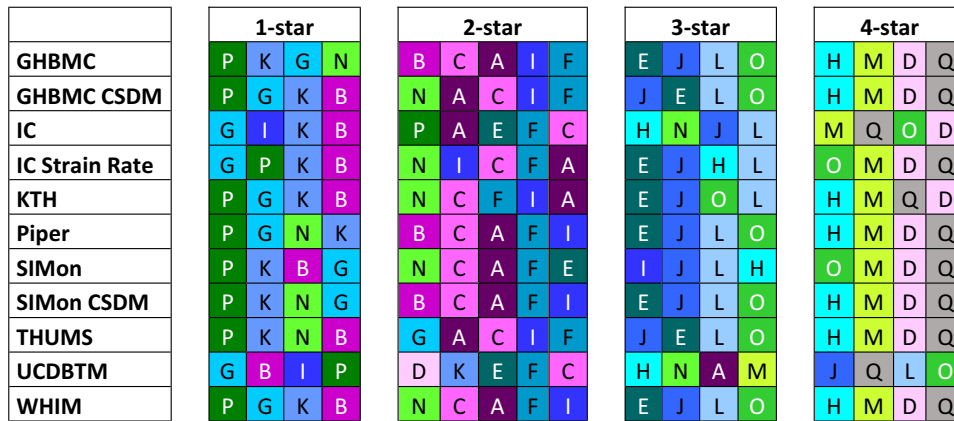 1-star 2-star 3-star 4-star
GHBMC P K G N B C A I F E J L O H M D Q
GHBMC CSDM P G K B N A C I F J E L O H M D Q
IC G I K B P A E F C H N J L M Q O D
IC Strain Rate G P K B N I C F A E J H L O M D Q
KTH P G K B N C F I A E J O L H M Q D
Piper P G N K B C A F I E J L O H M D Q
SIMon P K B G N C A F E I J L H O M D Q
SIMon CSDM P K N G B C A F I E J L O H M D Q
THUMS P K N B G A C I F J E L O H M D Q
UCDBTM G B I P D K E F C H N A M J Q L O
WHIM P G K B N C A F I E J L O H M D Q